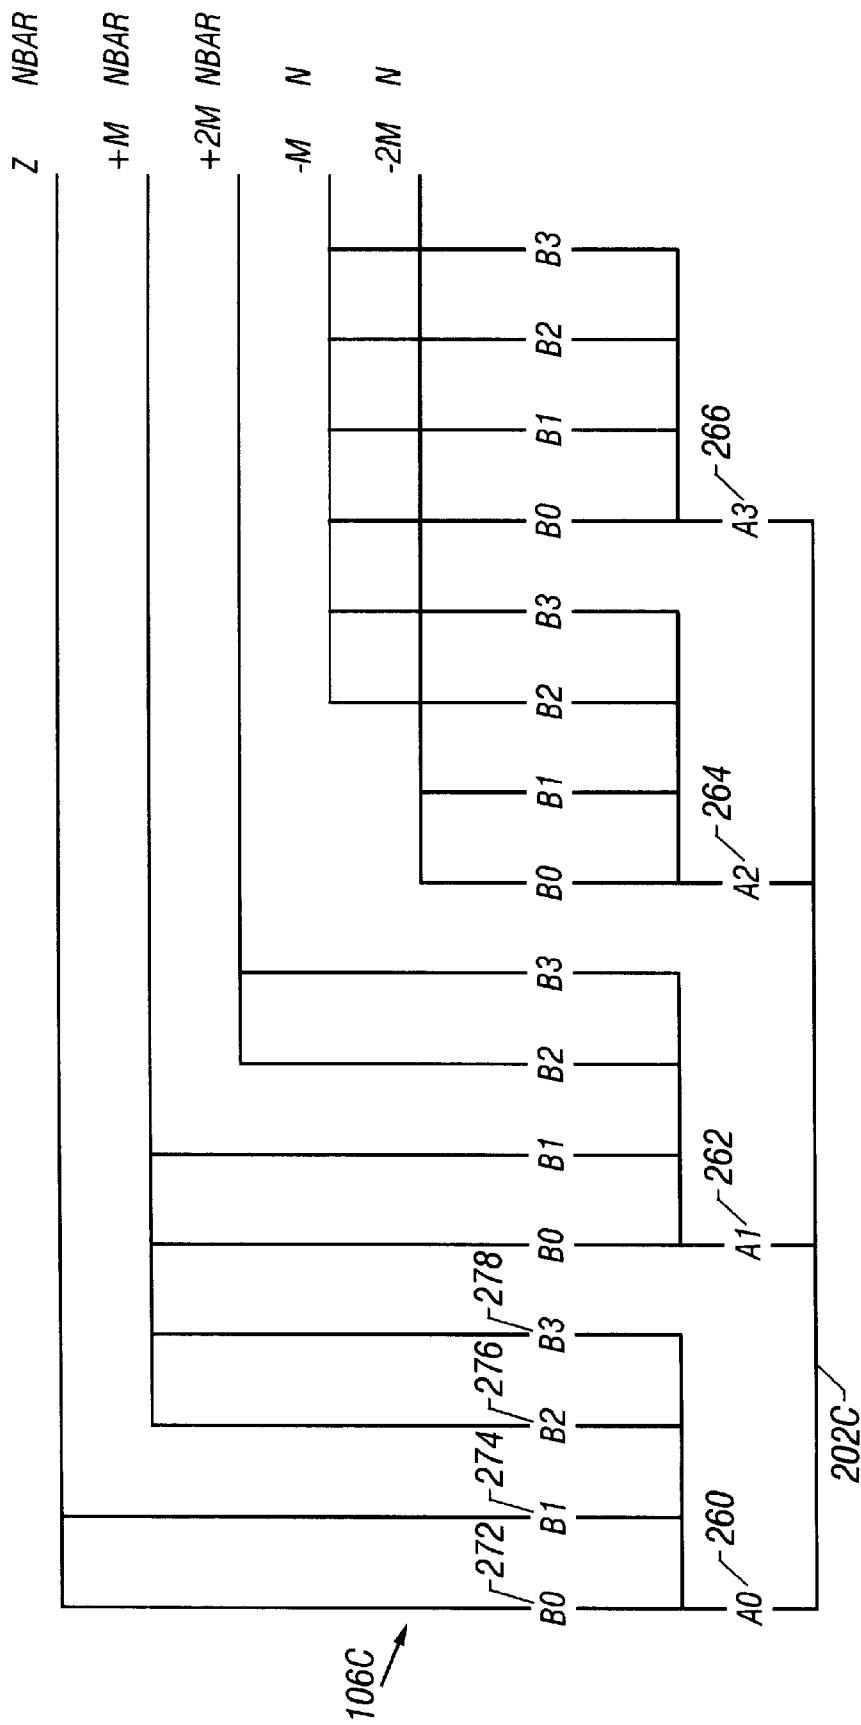 Z NBAR
+M NBAR
+2M NBAR
-M N
-2M N
106C
272 274 276 278
B0 B1 B2 B3 B0 B1 B2 B3 B0 B1 B2 B3 B0 B1 B2 B3
260 262 264 266
A0 A1 A2 A3
202C